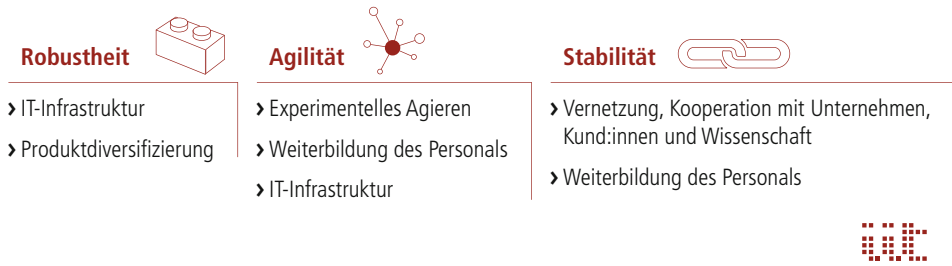 Robustheit
› IT-Infrastruktur
› Produktdiversifizierung
Agilität
› Experimentelles Agieren
› Weiterbildung des Personals
› IT-Infrastruktur
Stabilität
› Vernetzung, Kooperation mit Unternehmen,
Kund:innen und Wissenschaft
› Weiterbildung des Personals